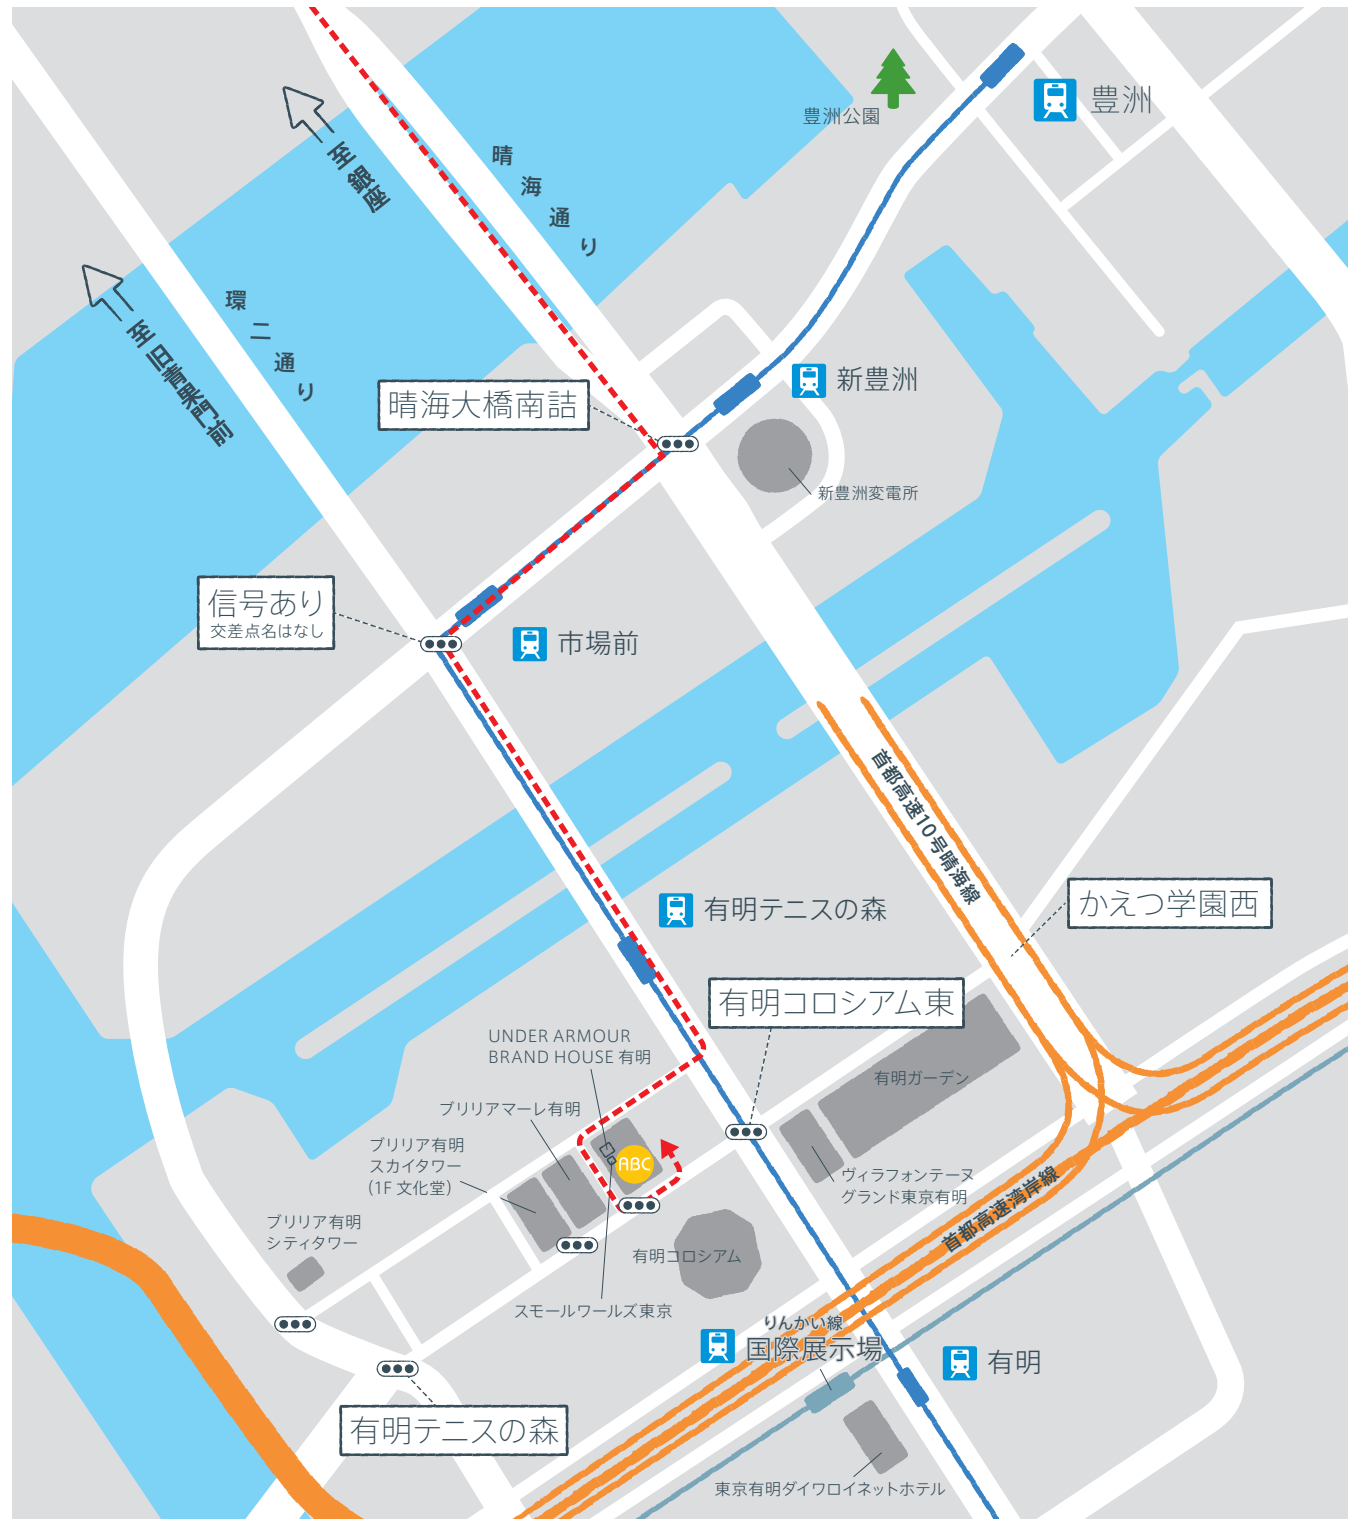 豊洲公園
豊洲
至銀座
晴海通り
至旧青果門前
環二通り
晴海大橋南詰
新豊洲
新豊洲変電所
信号あり
交差点名はなし
市場前
首都高速10号晴海線
有明テニスの森
かえつ学園西
有明コロシアム東
UNDER ARMOUR
BRAND HOUSE 有明
有明ガーデン
ブリリアマーレ有明
ブリリア有明
スカイタワー
(1F 文化堂)
ABC
ヴィラフォンテーヌ
グランド東京有明
首都高速湾岸線
ブリリア有明
シティタワー
有明コロシアム
スモールワールズ東京
りんかい線
国際展示場
有明
有明テニスの森
東京有明ダイワロイネットホテル